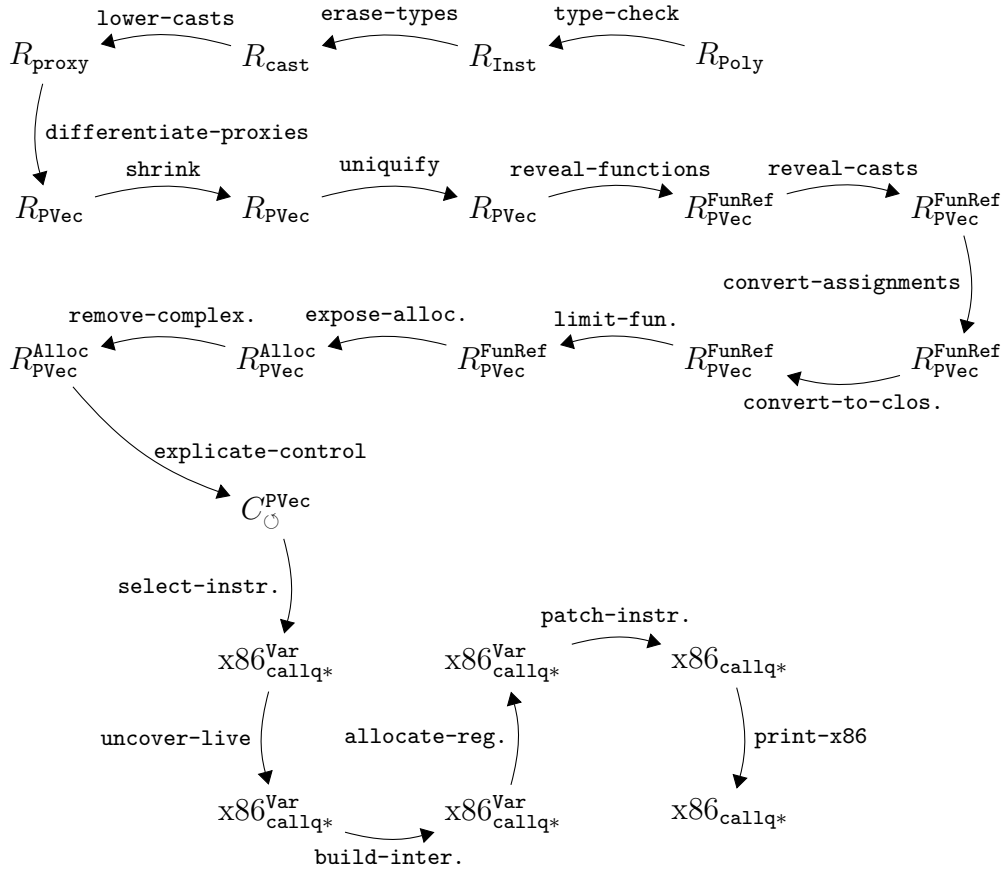 lower-casts erase-types type-check
R_proxy R_cast R_Inst R_Poly
differentiate-proxies
shrink uniquify reveal-functions reveal-casts
R_PVec R_PVec R_PVec R_PVec^FunRef R_PVec^FunRef
convert-assignments
remove-complex. expose-alloc. limit-fun.
R_PVec^Alloc R_PVec^Alloc R_PVec^FunRef R_PVec^FunRef R_PVec^FunRef
convert-to-clos.
explicate-control
C_↺^PVec
select-instr.
patch-instr.
x86_callq*^Var x86_callq*^Var x86_callq*
uncover-live allocate-reg. print-x86
x86_callq*^Var x86_callq*^Var x86_callq*
build-inter.